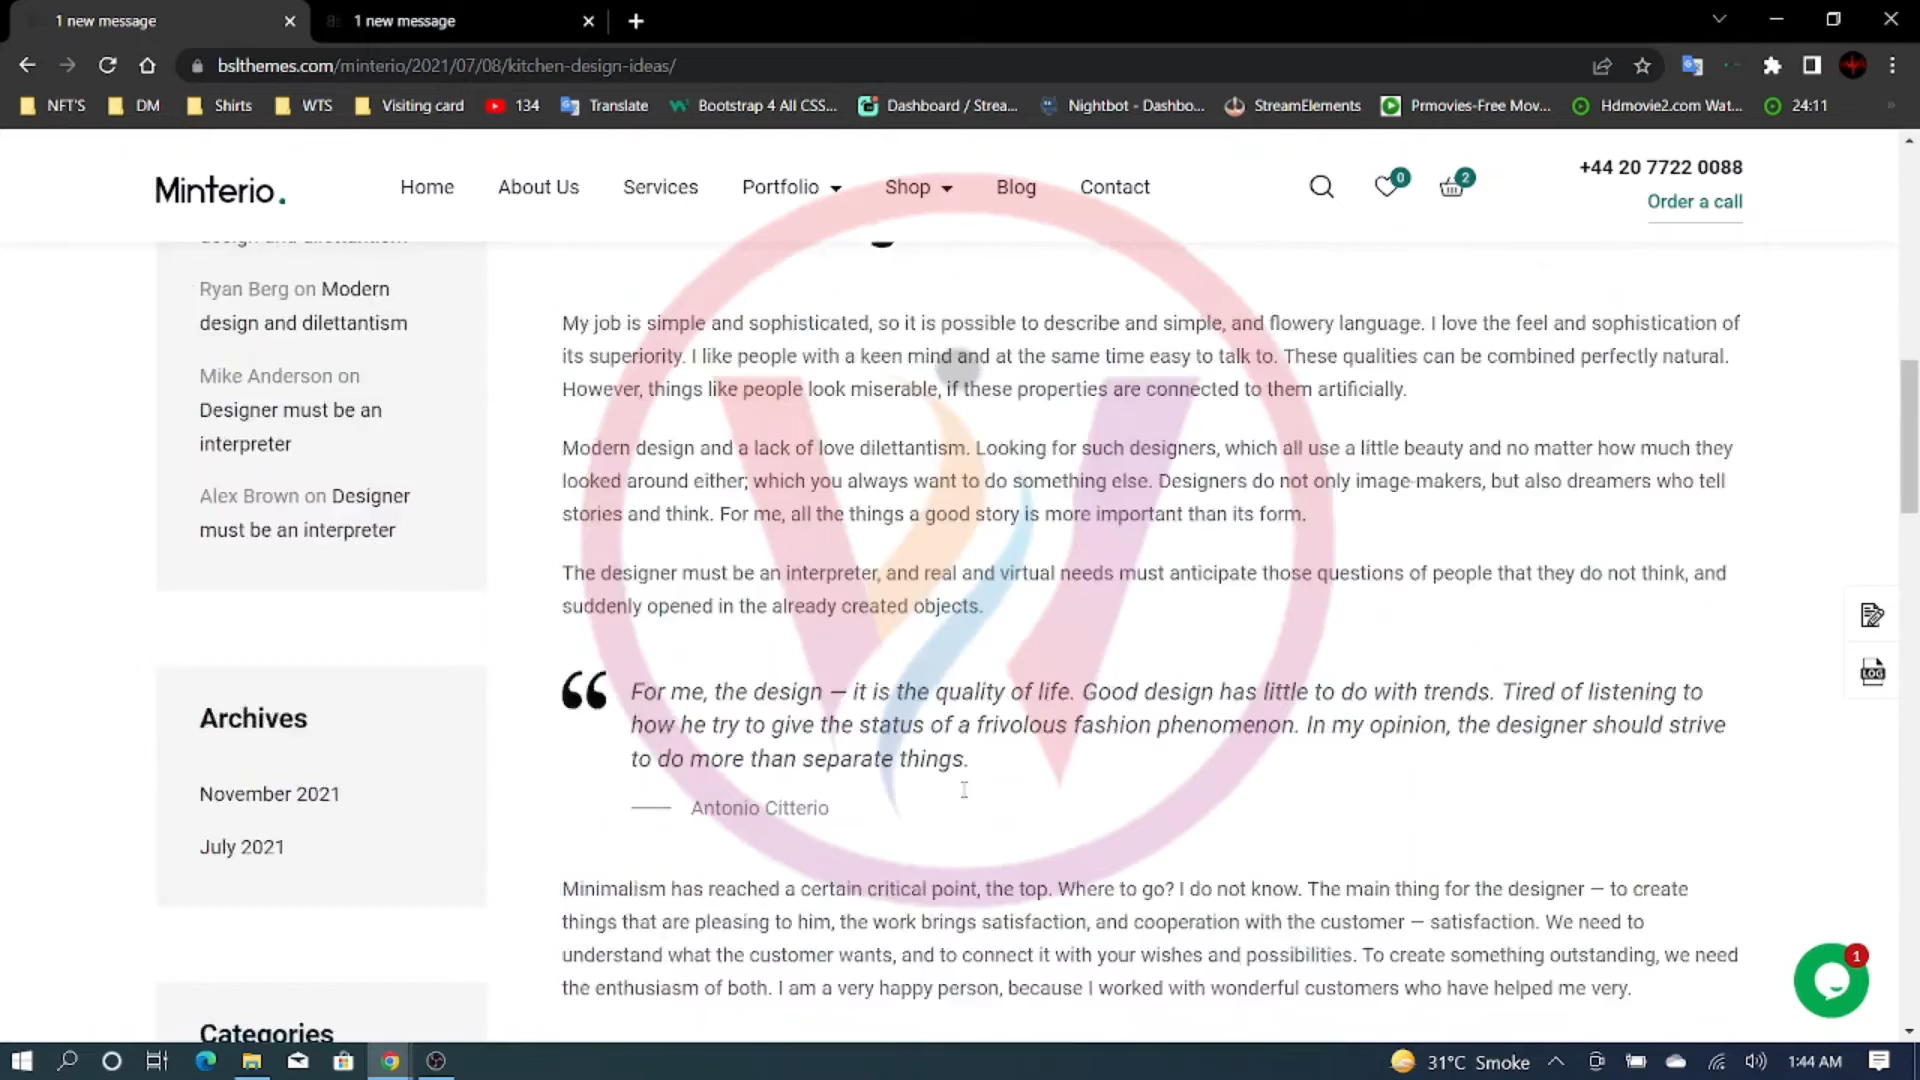 1 new message
1 new message
bslthemes.com/minterio/2021/07/08/kitchen-design-ideas/
NFT'S DM Shirts WTS Visiting card 134 Translate Bootstrap 4 All CSS... Dashboard / Strea... Nightbot - Dashbo... StreamElements Prmovies-Free Mov... Hdmovie2.com Wat... 24:11
Minterio.
Home About Us Services Portfolio Shop Blog Contact
0
2
+44 20 7722 0088
Order a call
design and dilettantism
Ryan Berg on Modern
design and dilettantism
Mike Anderson on
Designer must be an
interpreter
Alex Brown on Designer
must be an interpreter
Archives
November 2021
July 2021
Categories
My job is simple and sophisticated, so it is possible to describe and simple, and flowery language. I love the feel and sophistication of
its superiority. I like people with a keen mind and at the same time easy to talk to. These qualities can be combined perfectly natural.
However, things like people look miserable, if these properties are connected to them artificially.
Modern design and a lack of love dilettantism. Looking for such designers, which all use a little beauty and no matter how much they
looked around either; which you always want to do something else. Designers do not only image-makers, but also dreamers who tell
stories and think. For me, all the things a good story is more important than its form.
The designer must be an interpreter, and real and virtual needs must anticipate those questions of people that they do not think, and
suddenly opened in the already created objects.
For me, the design — it is the quality of life. Good design has little to do with trends. Tired of listening to
how he try to give the status of a frivolous fashion phenomenon. In my opinion, the designer should strive
to do more than separate things.
Antonio Citterio
Minimalism has reached a certain critical point, the top. Where to go? I do not know. The main thing for the designer — to create
things that are pleasing to him, the work brings satisfaction, and cooperation with the customer — satisfaction. We need to
understand what the customer wants, and to connect it with your wishes and possibilities. To create something outstanding, we need
the enthusiasm of both. I am a very happy person, because I worked with wonderful customers who have helped me very.
LOG
1
31°C Smoke
1:44 AM